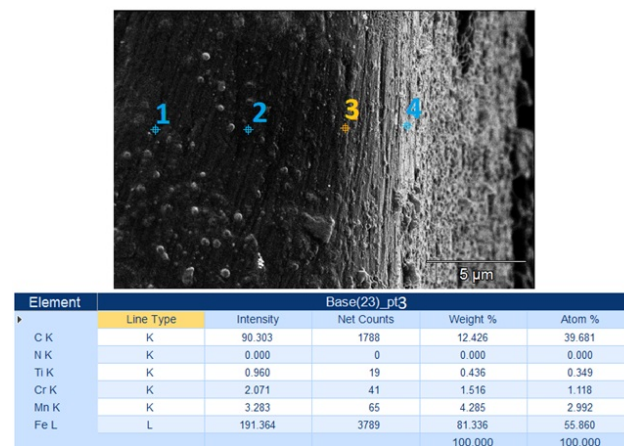 1 2 3 4
5 µm
Element Base(23)_pt3
Line Type Intensity Net Counts Weight % Atom %
C K K 90.303 1788 12.426 39.681
N K K 0.000 0 0.000 0.000
Ti K K 0.960 19 0.436 0.349
Cr K K 2.071 41 1.516 1.118
Mn K K 3.283 65 4.285 2.992
Fe L L 191.364 3789 81.336 55.860
100.000 100.000